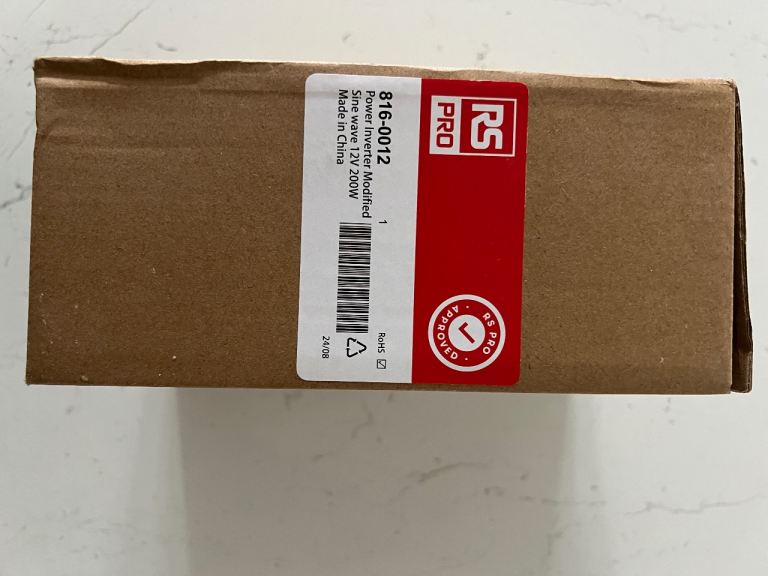 RS
PRO
RS PRO
APPROVED
816-0012
1
Power Inverter Modified
Sine wave 12V 200W
Made in China
RoHS
24/08